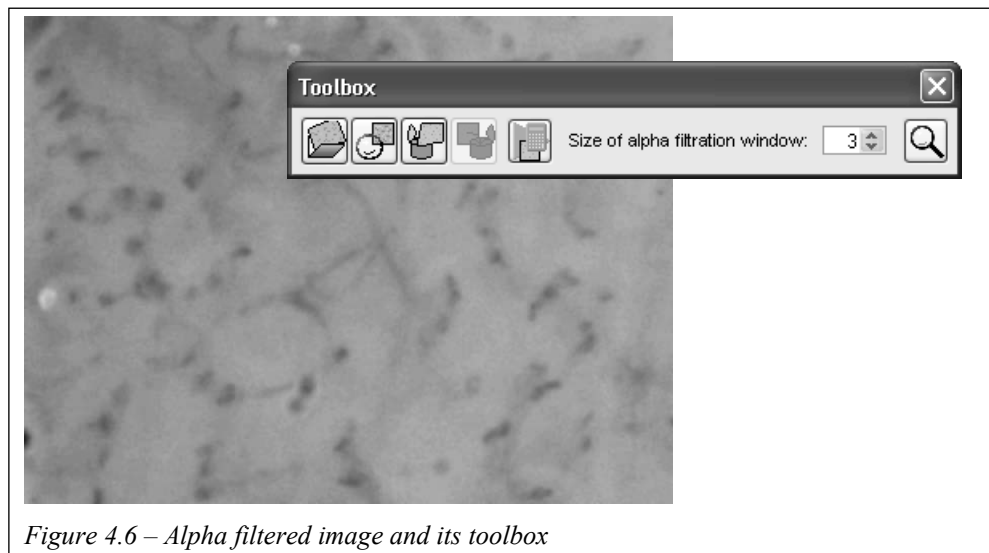 Toolbox
Size of alpha filtration window: 3
Figure 4.6 – Alpha filtered image and its toolbox